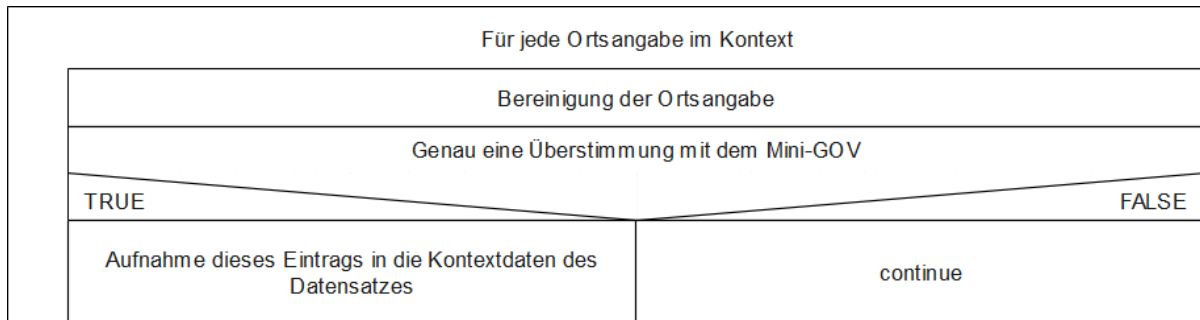 Für jede Ortsangabe im Kontext
Bereinigung der Ortsangabe
Genau eine Überstimmung mit dem Mini-GOV
TRUE
FALSE
Aufnahme dieses Eintrags in die Kontextdaten des
Datensatzes
continue